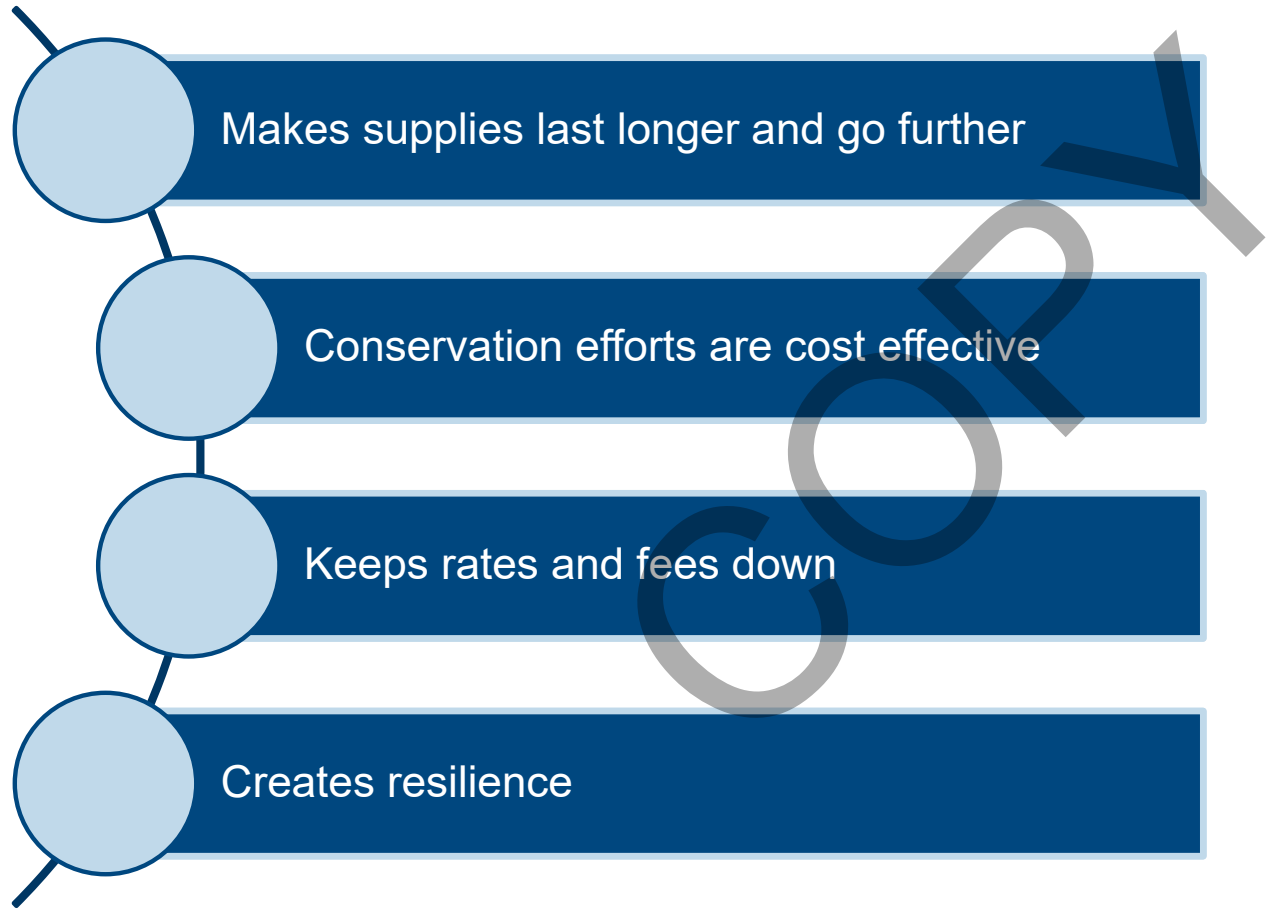 Makes supplies last longer and go further
Conservation efforts are cost effective
Keeps rates and fees down
Creates resilience
COPY